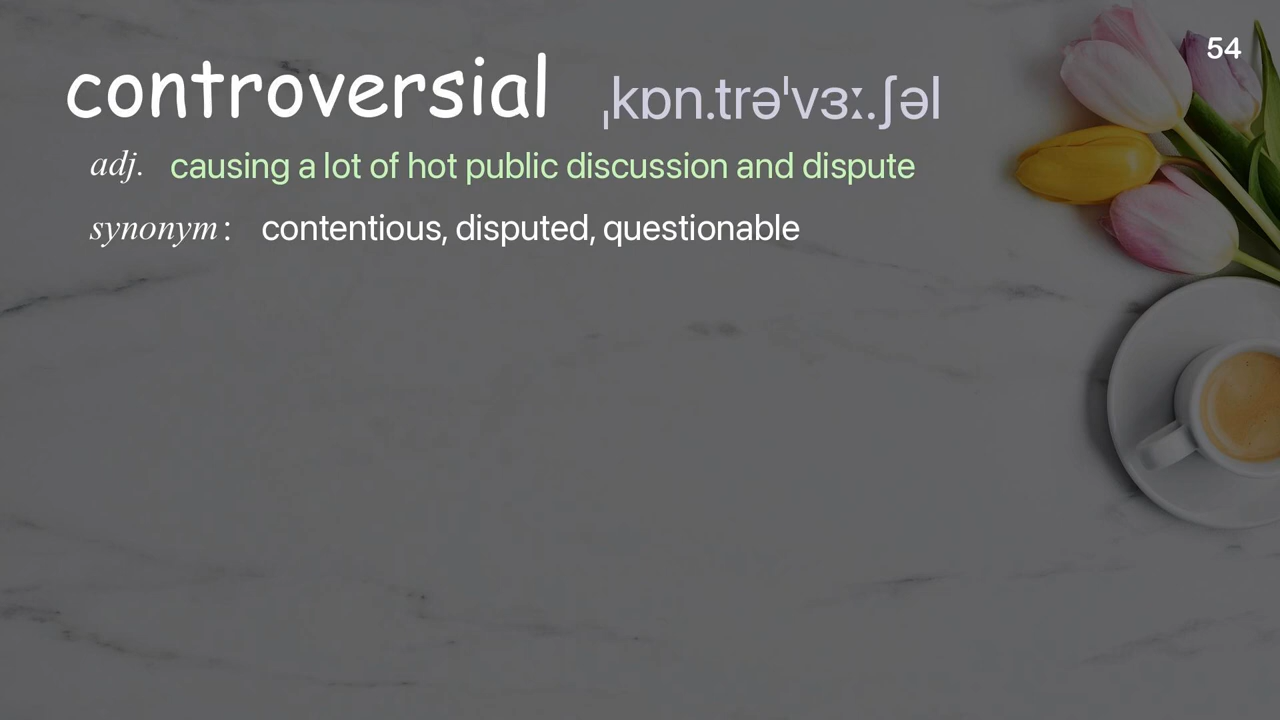 54
controversial ˌkɒn.trəˈvɜː.ʃəl
adj. causing a lot of hot public discussion and dispute
synonym: contentious, disputed, questionable